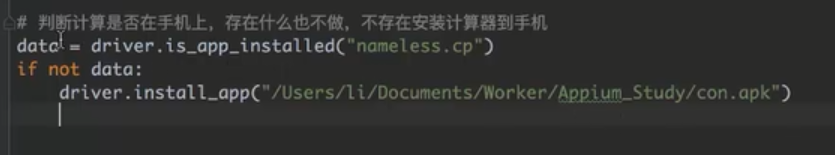 # 判断计算是否在手机上，存在什么也不做，不存在安装计算器到手机
data = driver.is_app_installed("nameless.cp")
if not data:
    driver.install_app("/Users/li/Documents/Worker/Appium_Study/con.apk")